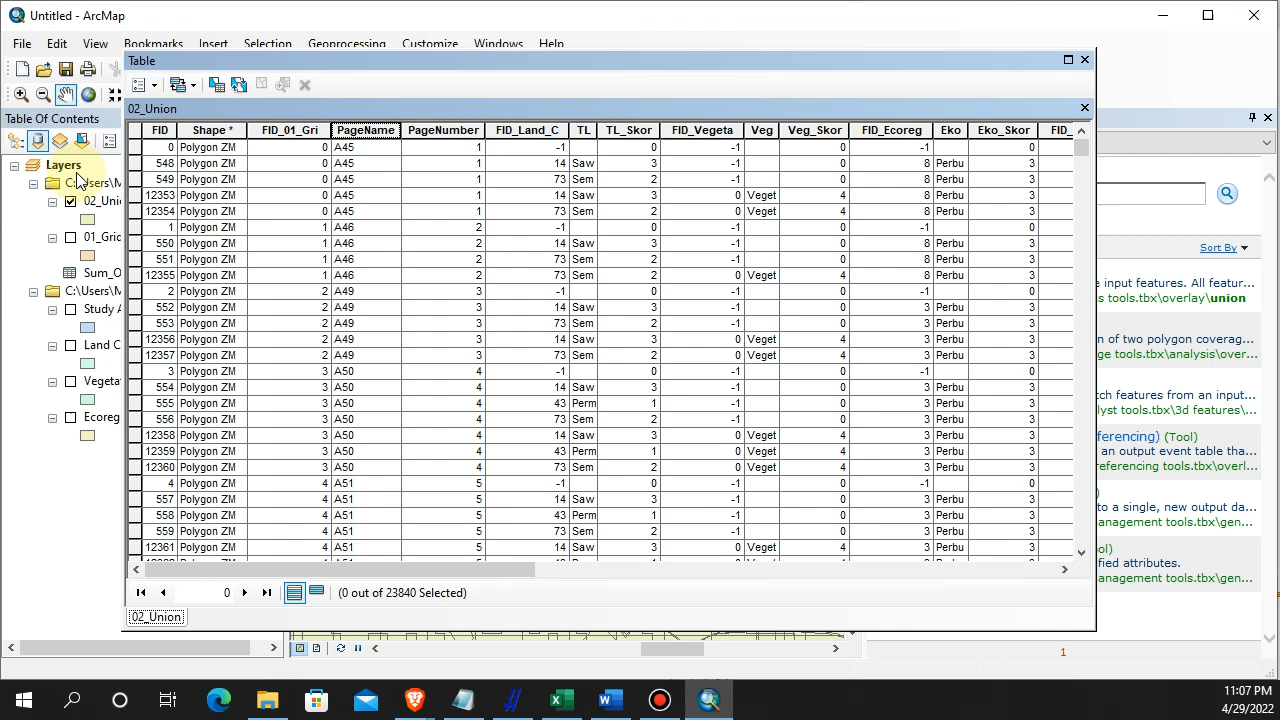 Untitled - ArcMap
File Edit View Bookmarks Insert Selection Geoprocessing Customize Windows Help
Table
Table Of Contents
02_Union
Layers
FID Shape * FID_01_Gri PageName PageNumber FID_Land_C TL TL_Skor FID_Vegeta Veg Veg_Skor FID_Ecoreg Eko Eko_Skor FID_
0 Polygon ZM 0 A45 1 -1 0 -1 0 -1 0
548 Polygon ZM 0 A45 1 14 Saw 3 -1 0 8 Perbu 3
549 Polygon ZM 0 A45 1 73 Sem 2 -1 0 8 Perbu 3
12353 Polygon ZM 0 A45 1 14 Saw 3 0 Veget 4 8 Perbu 3
12354 Polygon ZM 0 A45 1 73 Sem 2 0 Veget 4 8 Perbu 3
1 Polygon ZM 1 A46 2 -1 0 -1 0 -1 0
550 Polygon ZM 1 A46 2 14 Saw 3 -1 0 8 Perbu 3
551 Polygon ZM 1 A46 2 73 Sem 2 -1 0 8 Perbu 3
12355 Polygon ZM 1 A46 2 73 Sem 2 0 Veget 4 8 Perbu 3
2 Polygon ZM 2 A49 3 -1 0 -1 0 -1 0
552 Polygon ZM 2 A49 3 14 Saw 3 -1 0 3 Perbu 3
553 Polygon ZM 2 A49 3 73 Sem 2 -1 0 3 Perbu 3
12356 Polygon ZM 2 A49 3 14 Saw 3 0 Veget 4 3 Perbu 3
12357 Polygon ZM 2 A49 3 73 Sem 2 0 Veget 4 3 Perbu 3
3 Polygon ZM 3 A50 4 -1 0 -1 0 -1 0
554 Polygon ZM 3 A50 4 14 Saw 3 -1 0 3 Perbu 3
555 Polygon ZM 3 A50 4 43 Perm 1 -1 0 3 Perbu 3
556 Polygon ZM 3 A50 4 73 Sem 2 -1 0 3 Perbu 3
12358 Polygon ZM 3 A50 4 14 Saw 3 0 Veget 4 3 Perbu 3
12359 Polygon ZM 3 A50 4 43 Perm 1 0 Veget 4 3 Perbu 3
12360 Polygon ZM 3 A50 4 73 Sem 2 0 Veget 4 3 Perbu 3
4 Polygon ZM 4 A51 5 -1 0 -1 0 -1 0
557 Polygon ZM 4 A51 5 14 Saw 3 -1 0 3 Perbu 3
558 Polygon ZM 4 A51 5 43 Perm 1 -1 0 3 Perbu 3
559 Polygon ZM 4 A51 5 73 Sem 2 -1 0 3 Perbu 3
12361 Polygon ZM 4 A51 5 14 Saw 3 0 Veget 4 3 Perbu 3
0 (0 out of 23840 Selected)
02_Union
C:\Users\M
02_Uni
01_Grid
Sum_O
C:\Users\M
Study A
Land C
Vegeta
Ecoreg
Sort By
e input features. All featur...
s tools.tbx\overlay\union
n of two polygon coverag...
ge tools.tbx\analysis\over...
tch features from an input...
lyst tools.tbx\3d features\...
ferencing) (Tool)
an output event table tha...
eferencing tools.tbx\overl...
)
to a single, new output da...
anagement tools.tbx\gen...
ol)
fied attributes.
anagement tools.tbx\gen...
1
11:07 PM
4/29/2022